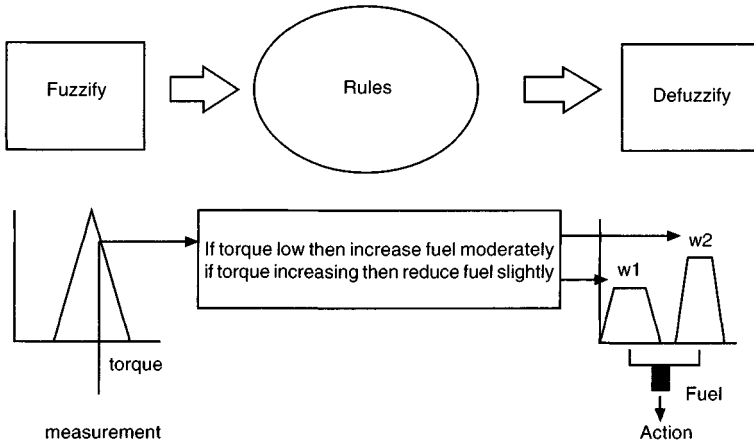 Fuzzify
Rules
Defuzzify
If torque low then increase fuel moderately
if torque increasing then reduce fuel slightly
w1
w2
torque
Fuel
measurement
Action